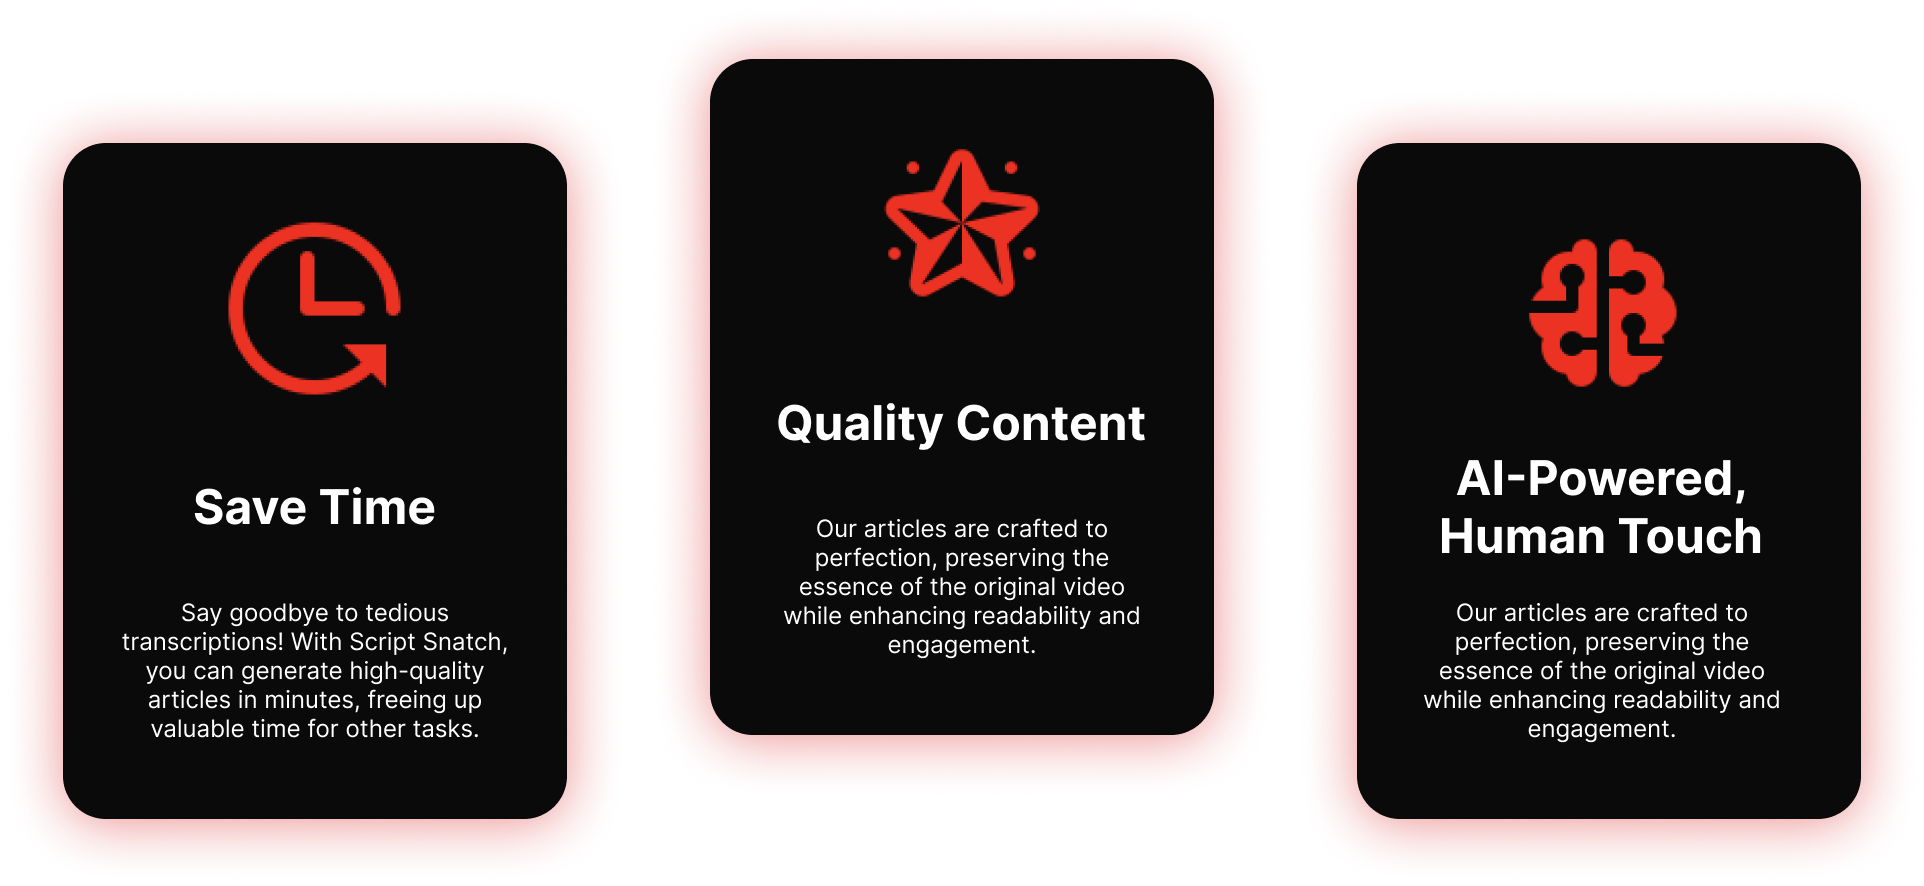 Save Time
Say goodbye to tedious
transcriptions! With Script Snatch,
you can generate high-quality
articles in minutes, freeing up
valuable time for other tasks.
Quality Content
Our articles are crafted to
perfection, preserving the
essence of the original video
while enhancing readability and
engagement.
AI-Powered,
Human Touch
Our articles are crafted to
perfection, preserving the
essence of the original video
while enhancing readability and
engagement.